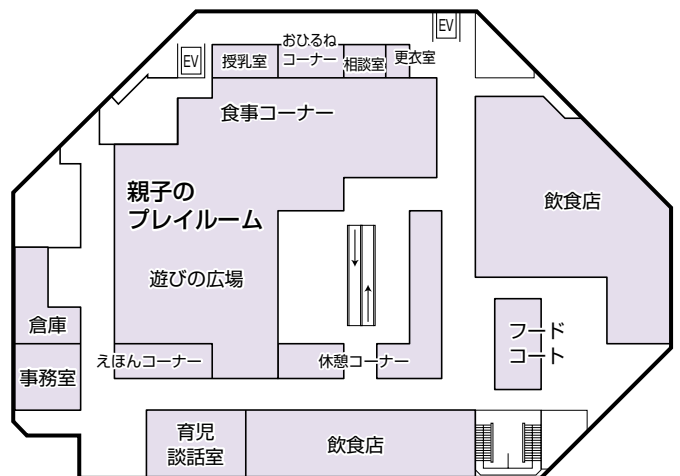 EV
EV
おひるね
コーナー
授乳室
相談室
更衣室
食事コーナー
親子の
プレイルーム
飲食店
遊びの広場
倉庫
フード
コート
えほんコーナー
休憩コーナー
事務室
育児
談話室
飲食店